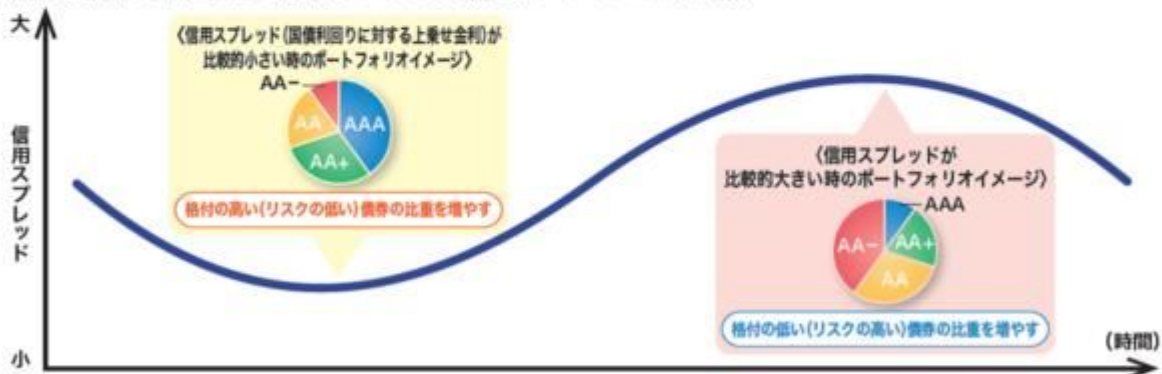 大
信用スプレッド
小
〈信用スプレッド(国債利回りに対する上乗せ金利)が
比較的小さい時のポートフォリオイメージ〉
AA−
AA
AAA
AA+
格付の高い(リスクの低い)債券の比重を増やす
〈信用スプレッドが
比較的大きい時のポートフォリオイメージ〉
AAA
AA−
AA+
AA
格付の低い(リスクの高い)債券の比重を増やす
(時間)